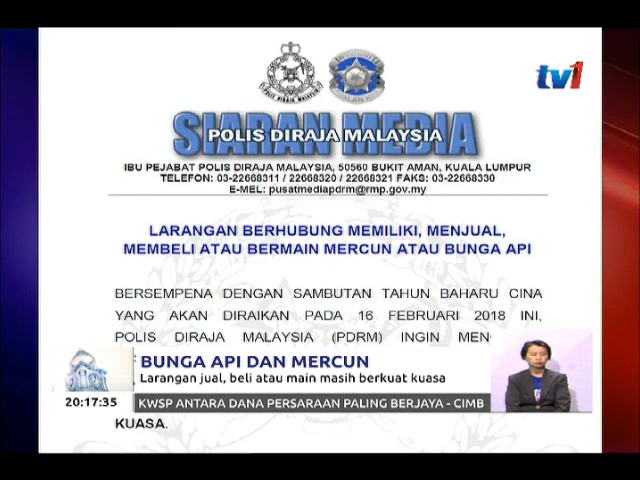 tv1
SIARAN MEDIA
POLIS DIRAJA MALAYSIA
IBU PEJABAT POLIS DIRAJA MALAYSIA, 50560 BUKIT AMAN, KUALA LUMPUR
TELEFON: 03-22668311 / 22668320 / 22668321 FAKS: 03-22668330
E-MEL: pusatmediapdrm@rmp.gov.my
LARANGAN BERHUBUNG MEMILIKI, MENJUAL,
MEMBELI ATAU BERMAIN MERCUN ATAU BUNGA API
BERSEMPENA DENGAN SAMBUTAN TAHUN BAHARU CINA
YANG AKAN DIRAIKAN PADA 16 FEBRUARI 2018 INI,
POLIS DIRAJA MALAYSIA (PDRM) INGIN
BUNGA API DAN MERCUN
Larangan jual, beli atau main masih berkuat kuasa
20:17:35
KWSP ANTARA DANA PERSARAAN PALING BERJAYA - CIMB
KUASA.